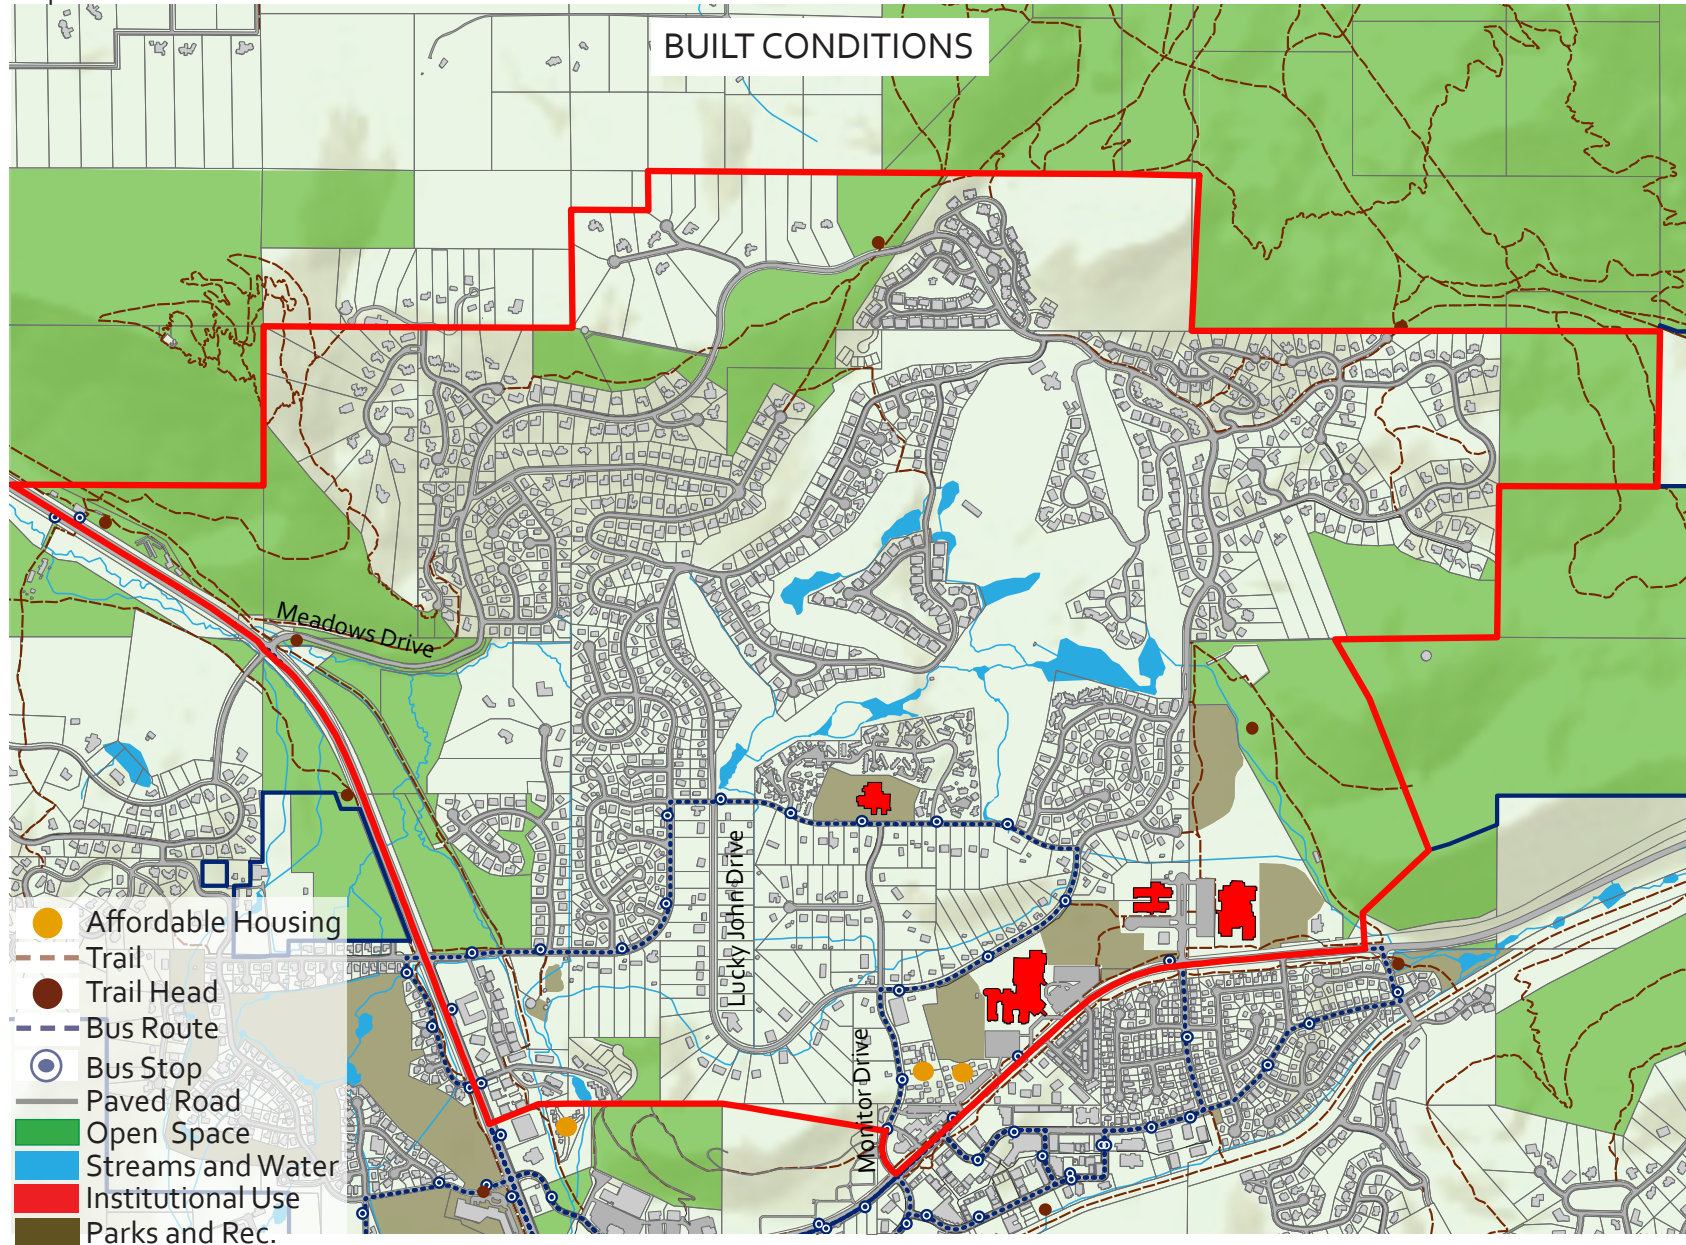 BUILT CONDITIONS
Meadows Drive
Lucky John Drive
Monitor Drive
Affordable Housing
Trail
Trail Head
Bus Route
Bus Stop
Paved Road
Open Space
Streams and Water
Institutional Use
Parks and Rec.